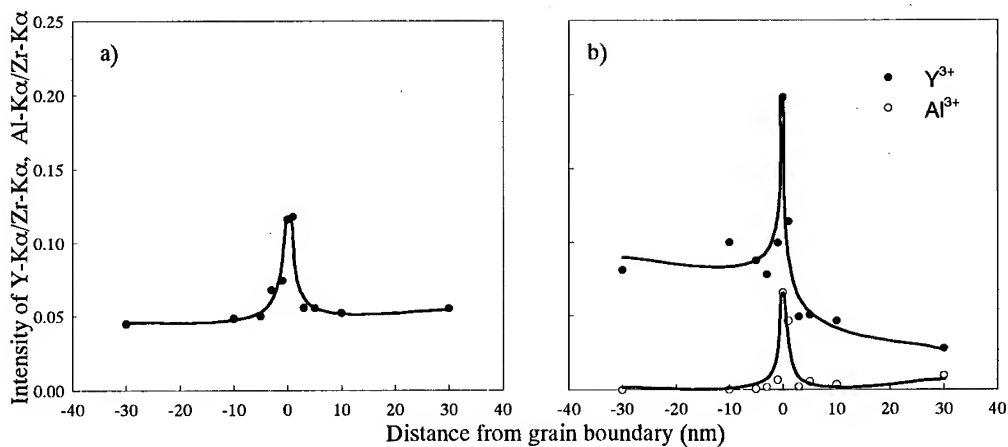 Intensity of Y-Kα/Zr-Kα, Al-Kα/Zr-Kα
0.25
0.20
0.15
0.10
0.05
0.00
a)
-40 -30 -20 -10 0 10 20 30 40
b)
Y3+
Al3+
-40 -30 -20 -10 0 10 20 30 40
Distance from grain boundary (nm)